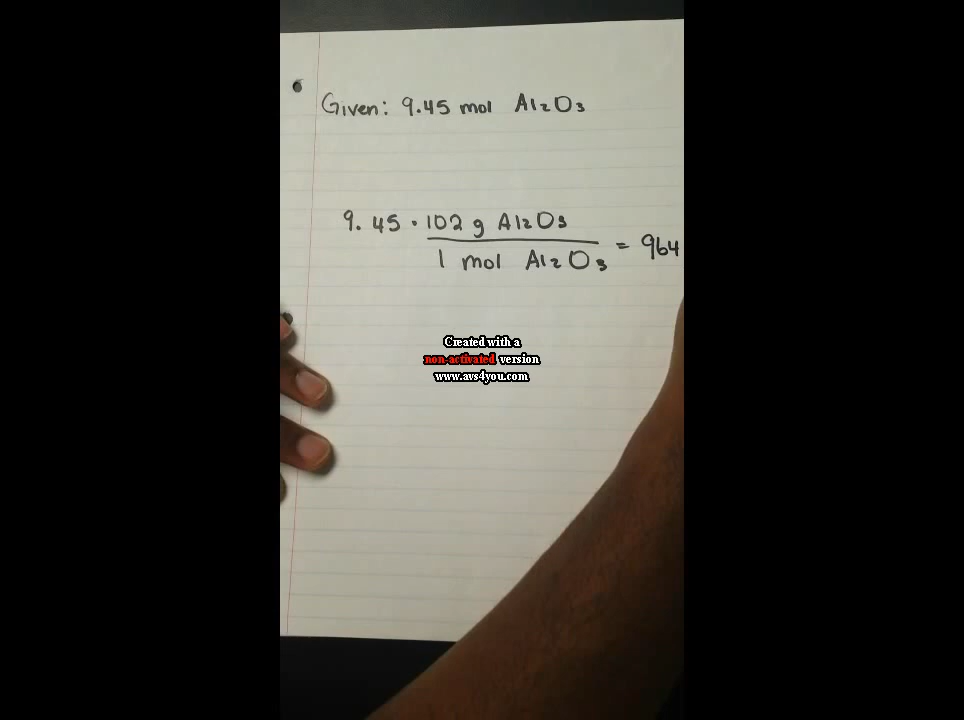 Given: 9.45 mol Al2O3
9.45 · 102 g Al2O3
1 mol Al2O3 = 964
Created with a
non-activated version
www.avs4you.com